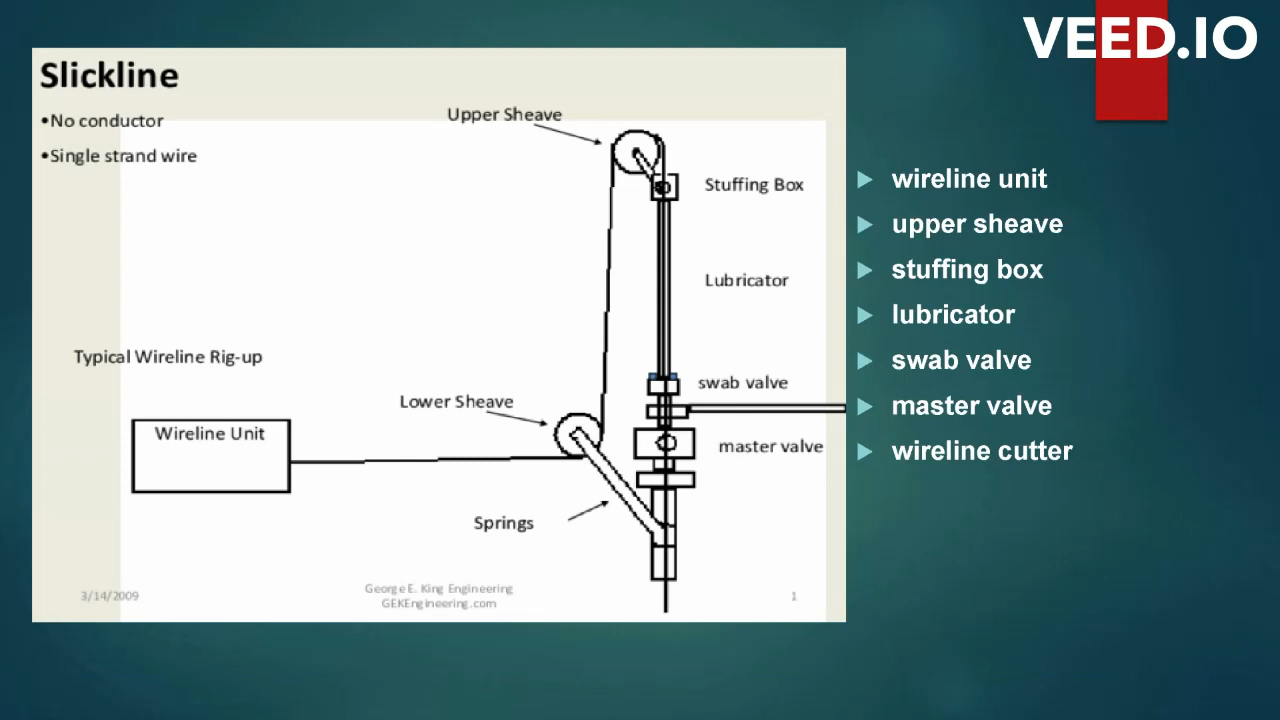 VEED.IO
Slickline
•No conductor
•Single strand wire
Upper Sheave
Stuffing Box
Lubricator
Typical Wireline Rig-up
swab valve
Lower Sheave
Wireline Unit
master valve
Springs
3/14/2009
George E. King Engineering
GEKEngineering.com
1
wireline unit
upper sheave
stuffing box
lubricator
swab valve
master valve
wireline cutter